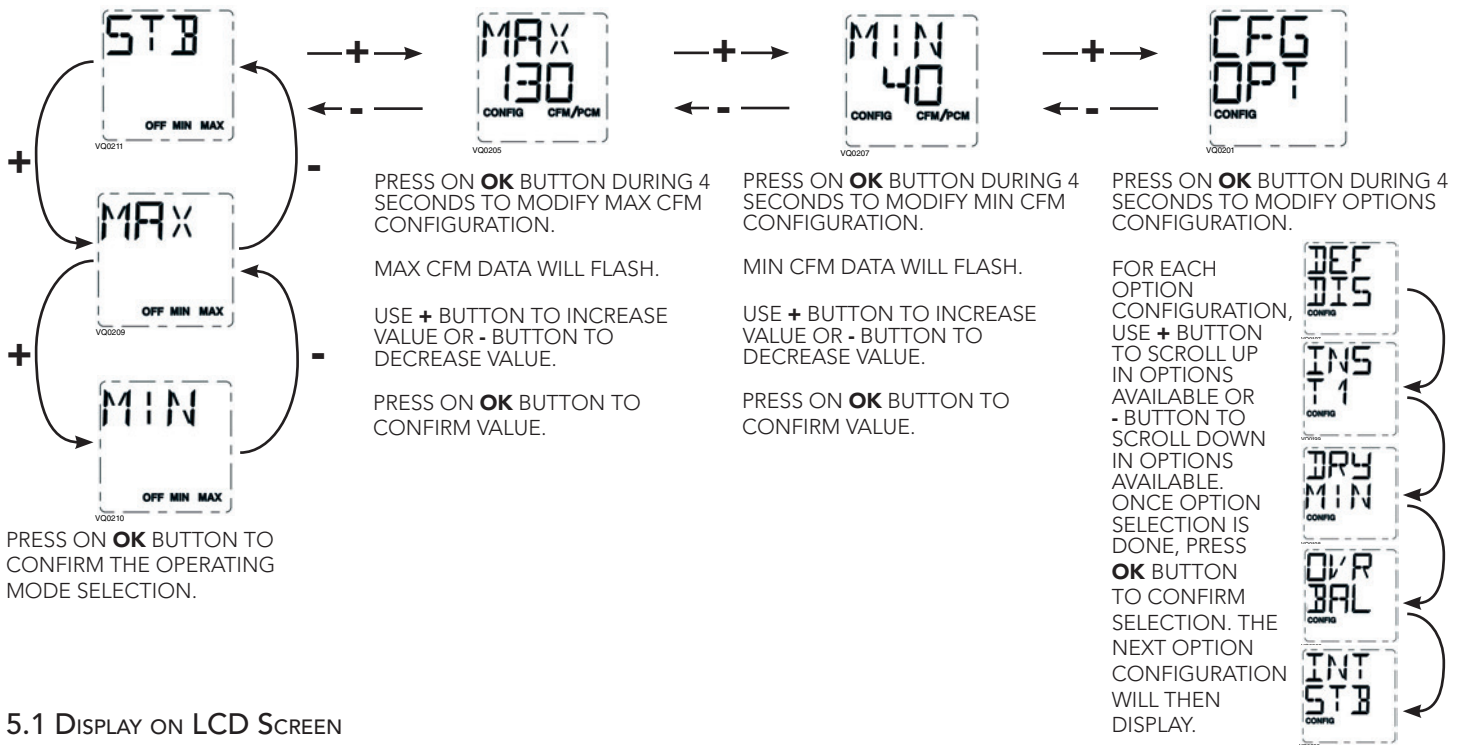 STB
OFF MIN MAX
VQ0211
+
-
MAX
OFF MIN MAX
VQ0209
+
-
MIN
OFF MIN MAX
VQ0210
PRESS ON OK BUTTON TO
CONFIRM THE OPERATING
MODE SELECTION.
+
-
MAX
130
CONFIG CFM/PCM
VQ0205
PRESS ON OK BUTTON DURING 4
SECONDS TO MODIFY MAX CFM
CONFIGURATION.
MAX CFM DATA WILL FLASH.
USE + BUTTON TO INCREASE
VALUE OR - BUTTON TO
DECREASE VALUE.
PRESS ON OK BUTTON TO
CONFIRM VALUE.
+
-
MIN
40
CONFIG CFM/PCM
VQ0207
PRESS ON OK BUTTON DURING 4
SECONDS TO MODIFY MIN CFM
CONFIGURATION.
MIN CFM DATA WILL FLASH.
USE + BUTTON TO INCREASE
VALUE OR - BUTTON TO
DECREASE VALUE.
PRESS ON OK BUTTON TO
CONFIRM VALUE.
+
-
CFG
OPT
CONFIG
VQ0201
PRESS ON OK BUTTON DURING 4
SECONDS TO MODIFY OPTIONS
CONFIGURATION.
FOR EACH
OPTION
CONFIGURATION,
USE + BUTTON
TO SCROLL UP
IN OPTIONS
AVAILABLE OR
- BUTTON TO
SCROLL DOWN
IN OPTIONS
AVAILABLE.
ONCE OPTION
SELECTION IS
DONE, PRESS
OK BUTTON
TO CONFIRM
SELECTION. THE
NEXT OPTION
CONFIGURATION
WILL THEN
DISPLAY.
DEF
DIS
CONFIG
INS
T1
CONFIG
DRY
MIN
CONFIG
OVR
BAL
CONFIG
INT
STB
CONFIG
5.1 DISPLAY ON LCD SCREEN